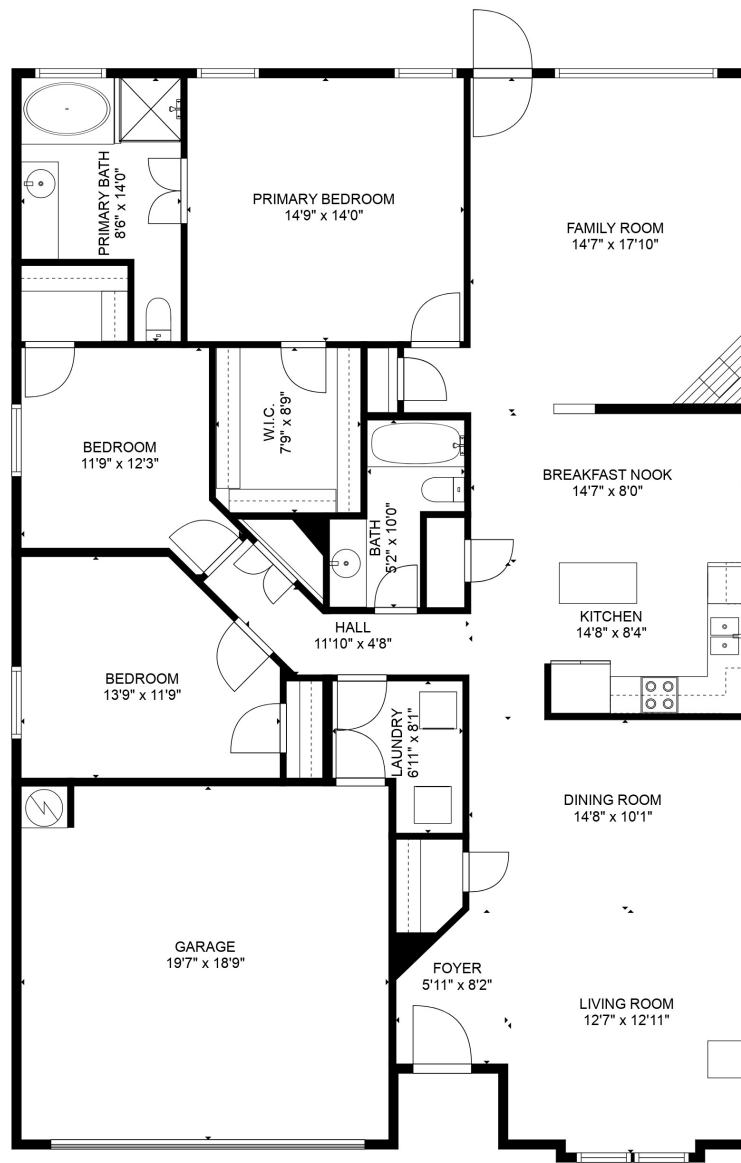 PRIMARY BATH
8'6" x 14'0"
PRIMARY BEDROOM
14'9" x 14'0"
FAMILY ROOM
14'7" x 17'10"
BEDROOM
11'9" x 12'3"
W.I.C.
7'9" x 8'9"
BATH
5'2" x 10'0"
BREAKFAST NOOK
14'7" x 8'0"
KITCHEN
14'8" x 8'4"
HALL
11'10" x 4'8"
BEDROOM
13'9" x 11'9"
LAUNDRY
6'11" x 8'1"
DINING ROOM
14'8" x 10'1"
GARAGE
19'7" x 18'9"
FOYER
5'11" x 8'2"
LIVING ROOM
12'7" x 12'11"